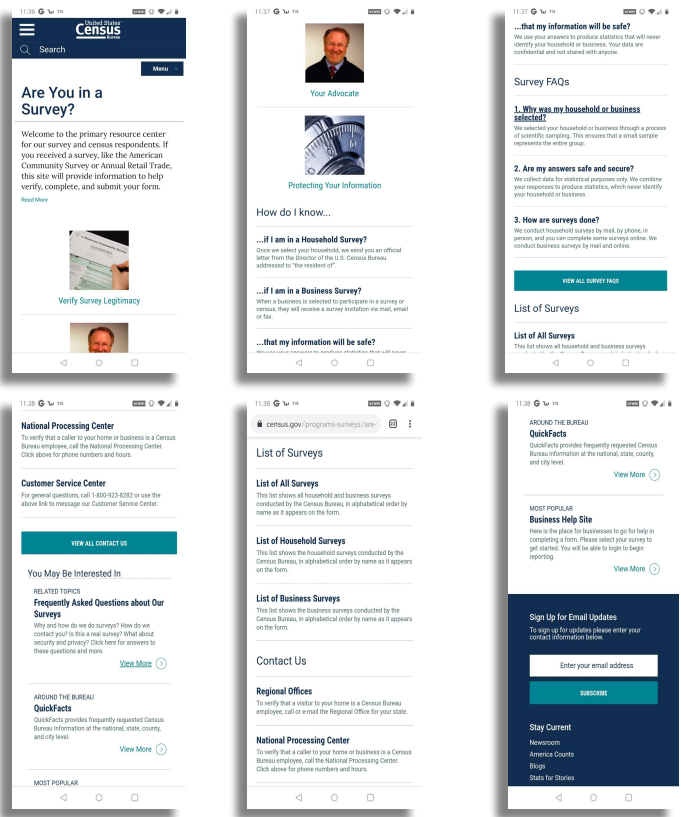 11:36
United States®
Census
Bureau
Search
Menu
Are You in a
Survey?
Welcome to the primary resource center
for our survey and census respondents. If
you received a survey, like the American
Community Survey or Annual Retail Trade,
this site will provide information to help
verify, complete, and submit your form.
Read More
Verify Survey Legitimacy
11:37
Your Advocate
Protecting Your Information
How do I know...
...if I am in a Household Survey?
Once we select your household, we send you an official
letter from the Director of the U.S. Census Bureau
addressed to "the resident of".
...if I am in a Business Survey?
When a business is selected to participate in a survey or
census, they will receive a survey invitation via mail, email
or fax.
...that my information will be safe?
We use your answers to produce statistics that will never
11:37
...that my information will be safe?
We use your answers to produce statistics that will never
identify your household or business. Your data are
confidential and not shared with anyone.
Survey FAQs
1. Why was my household or business
selected?
We selected your household or business through a process
of scientific sampling. This ensures that a small sample
represents the entire group.
2. Are my answers safe and secure?
We collect data for statistical purposes only. We combine
your responses to produce statistics, which never identify
your household or business.
3. How are surveys done?
We conduct household surveys by mail, by phone, in
person, and you can complete some surveys online. We
conduct business surveys by mail and online.
VIEW ALL SURVEY FAQS
List of Surveys
List of All Surveys
This list shows all household and business surveys
11:38
National Processing Center
To verify that a caller to your home or business is a Census
Bureau employee, call the National Processing Center.
Click above for phone numbers and hours.
Customer Service Center
For general questions, call 1-800-923-8282 or use the
above link to message our Customer Service Center.
VIEW ALL CONTACT US
You May Be Interested In
RELATED TOPICS
Frequently Asked Questions about Our
Surveys
Why and how do we do surveys? How do we
contact you? Is this a real survey? What about
security and privacy? Click here for answers to
these questions and more.
View More
AROUND THE BUREAU
QuickFacts
QuickFacts provides frequently requested Census
Bureau information at the national, state, county,
and city level.
View More
MOST POPULAR
11:38
census.gov/programs-surveys/are-
List of Surveys
List of All Surveys
This list shows all household and business surveys
conducted by the Census Bureau, in alphabetical order by
name as it appears on the form.
List of Household Surveys
This list shows the household surveys conducted by the
Census Bureau, in alphabetical order by name as it appears
on the form.
List of Business Surveys
This list shows the business surveys conducted by the
Census Bureau, in alphabetical order by name as it appears
on the form.
Contact Us
Regional Offices
To verify that a visitor to your home is a Census Bureau
employee, call or e-mail the Regional Office for your state.
National Processing Center
To verify that a caller to your home or business is a Census
Bureau employee, call the National Processing Center.
Click above for phone numbers and hours.
11:38
AROUND THE BUREAU
QuickFacts
QuickFacts provides frequently requested Census
Bureau information at the national, state, county,
and city level.
View More
MOST POPULAR
Business Help Site
Here is the place for businesses to go for help in
completing a form. Please select your survey to
get started. You will be able to login to begin
reporting.
View More
Sign Up for Email Updates
To sign up for updates please enter your
contact information below.
Enter your email address
SUBSCRIBE
Stay Current
Newsroom
America Counts
Blogs
Stats for Stories